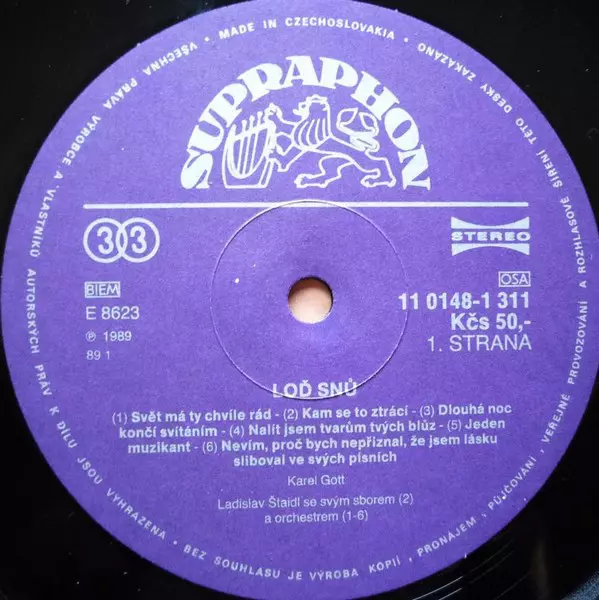 VŠECHNA PRÁVA VÝROBCE A VLASTNÍKŮ AUTORSKÝCH PRÁV K DÍLU JSOU VYHRAZENA • BEZ SOUHLASU JE VÝROBA KOPIÍ, PRONÁJEM, PŮJČOVÁNÍ, VEŘEJNÉ PROVOZOVÁNÍ A ROZHLASOVÉ ŠÍŘENÍ TÉTO DESKY ZAKÁZÁNO • MADE IN CZECHOSLOVAKIA •
SUPRAPHON
33
STEREO
BIEM
OSA
E 8623
11 0148-1 311
Kčs 50,-
℗ 1989
89 1
1. STRANA
LOĎ SNŮ
(1) Svět má ty chvíle rád - (2) Kam se to ztrácí - (3) Dlouhá noc
končí svítáním - (4) Nalít jsem tvarům tvých blůz - (5) Jeden
muzikant - (6) Nevím, proč bych nepřiznal, že jsem lásku
sliboval ve svých písních
Karel Gott
Ladislav Štaidl se svým sborem (2)
a orchestrem (1-6)